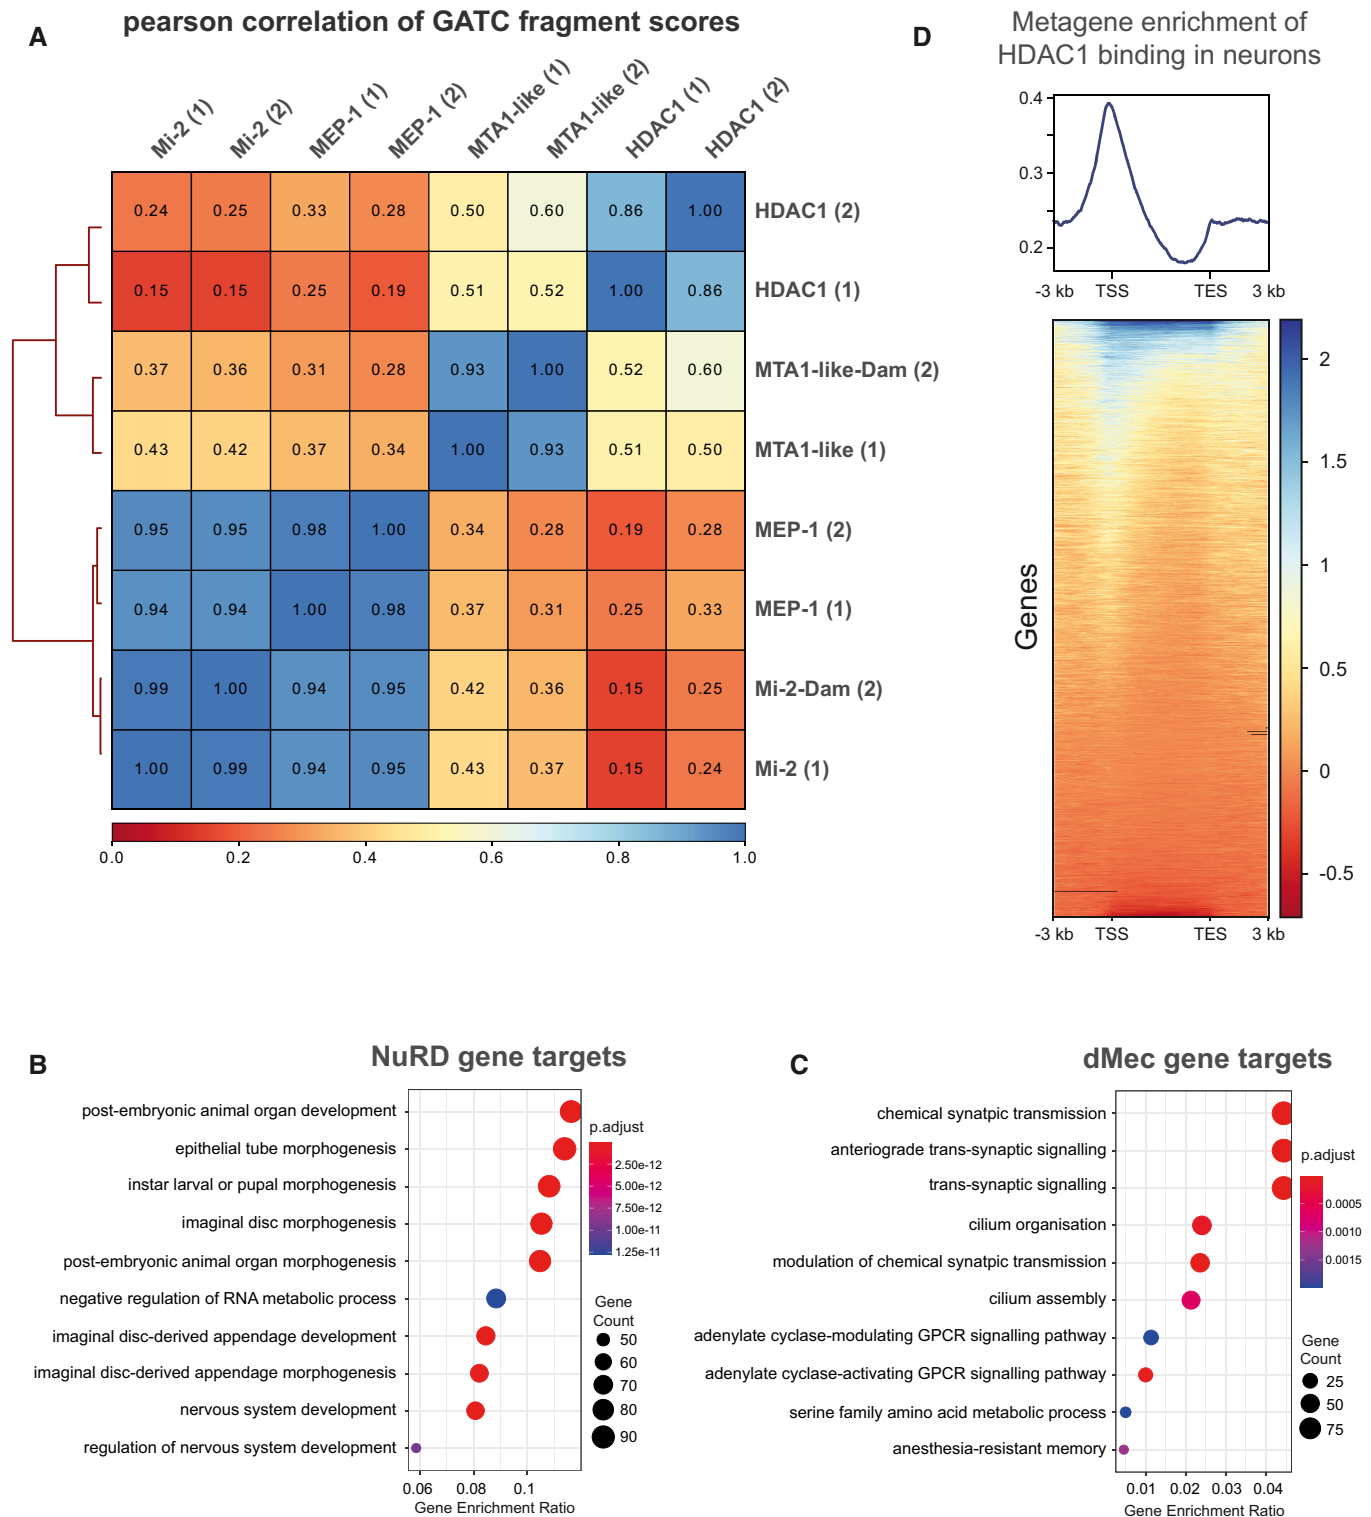 A
pearson correlation of GATC fragment scores
Mi-2 (1)
Mi-2 (2)
MEP-1 (1)
MEP-1 (2)
MTA1-like (1)
MTA1-like (2)
HDAC1 (1)
HDAC1 (2)
0.24 0.25 0.33 0.28 0.50 0.60 0.86 1.00 HDAC1 (2)
0.15 0.15 0.25 0.19 0.51 0.52 1.00 0.86 HDAC1 (1)
0.37 0.36 0.31 0.28 0.93 1.00 0.52 0.60 MTA1-like-Dam (2)
0.43 0.42 0.37 0.34 1.00 0.93 0.51 0.50 MTA1-like (1)
0.95 0.95 0.98 1.00 0.34 0.28 0.19 0.28 MEP-1 (2)
0.94 0.94 1.00 0.98 0.37 0.31 0.25 0.33 MEP-1 (1)
0.99 1.00 0.94 0.95 0.42 0.36 0.15 0.25 Mi-2-Dam (2)
1.00 0.99 0.94 0.95 0.43 0.37 0.15 0.24 Mi-2 (1)
0.0 0.2 0.4 0.6 0.8 1.0
D
Metagene enrichment of
HDAC1 binding in neurons
0.4
0.3
0.2
-3 kb TSS TES 3 kb
Genes
2
1.5
1
0.5
0
-0.5
-3 kb TSS TES 3 kb
B
NuRD gene targets
post-embryonic animal organ development
epithelial tube morphogenesis
instar larval or pupal morphogenesis
imaginal disc morphogenesis
post-embryonic animal organ morphogenesis
negative regulation of RNA metabolic process
imaginal disc-derived appendage development
imaginal disc-derived appendage morphogenesis
nervous system development
regulation of nervous system development
0.06 0.08 0.1
Gene Enrichment Ratio
p.adjust
2.50e-12
5.00e-12
7.50e-12
1.00e-11
1.25e-11
Gene
Count
50
60
70
80
90
C
dMec gene targets
chemical synatpic transmission
anteriograde trans-synaptic signalling
trans-synaptic signalling
cilium organisation
modulation of chemical synatpic transmission
cilium assembly
adenylate cyclase-modulating GPCR signalling pathway
adenylate cyclase-activating GPCR signalling pathway
serine family amino acid metabolic process
anesthesia-resistant memory
0.01 0.02 0.03 0.04
Gene Enrichment Ratio
p.adjust
0.0005
0.0010
0.0015
Gene
Count
25
50
75